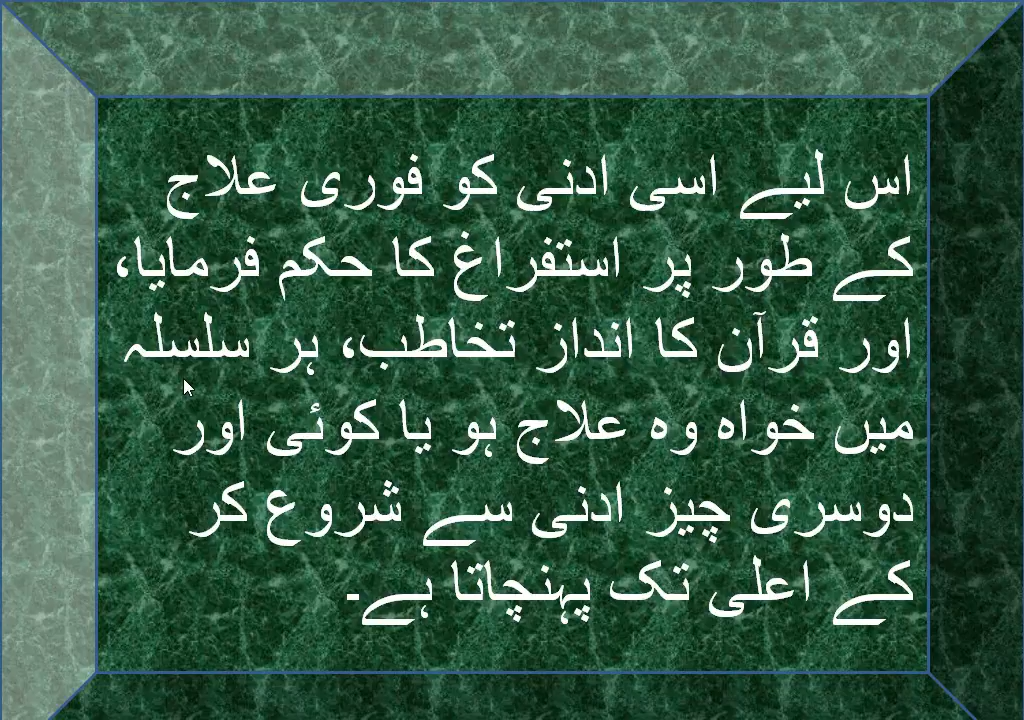 اس لیے اسی ادنی کو فوری علاج
کے طور پر استفراغ کا حکم فرمایا،
اور قرآن کا انداز تخاطب، ہر سلسلہ
میں خواہ وہ علاج ہو یا کوئی اور
دوسری چیز ادنی سے شروع کر
کے اعلی تک پہنچاتا ہے۔